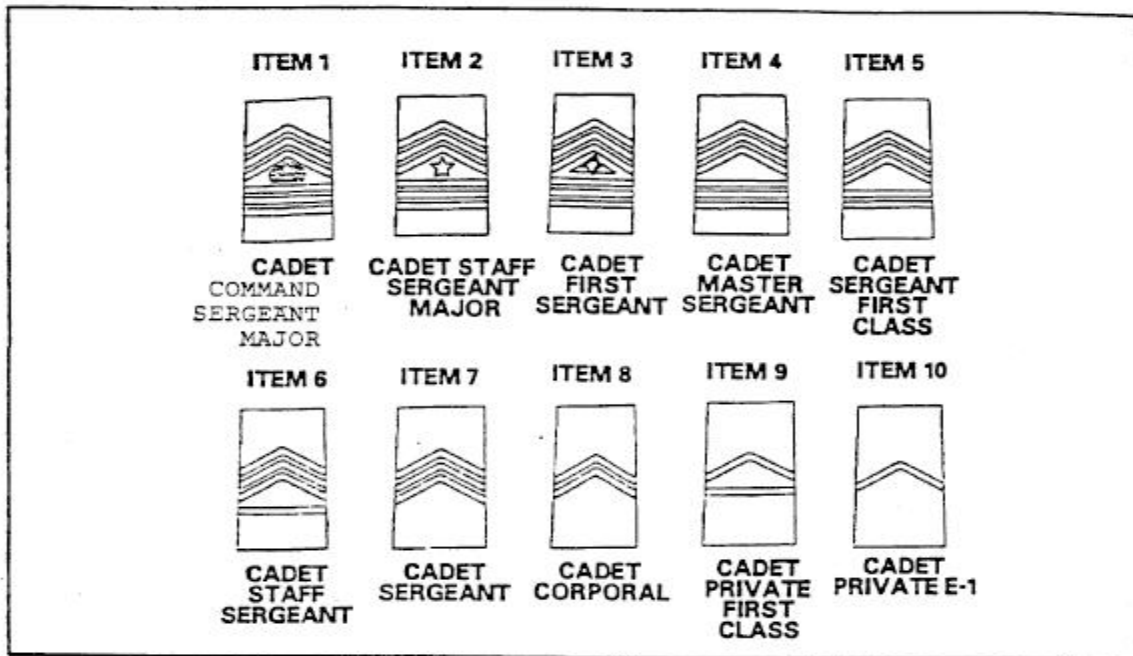 ITEM 1
ITEM 2
ITEM 3
ITEM 4
ITEM 5
CADET
COMMAND
SERGEANT
MAJOR
CADET STAFF
SERGEANT
MAJOR
CADET
FIRST
SERGEANT
CADET
MASTER
SERGEANT
CADET
SERGEANT
FIRST
CLASS
ITEM 6
ITEM 7
ITEM 8
ITEM 9
ITEM 10
CADET
STAFF
SERGEANT
CADET
SERGEANT
CADET
CORPORAL
CADET
PRIVATE
FIRST
CLASS
CADET
PRIVATE E-1